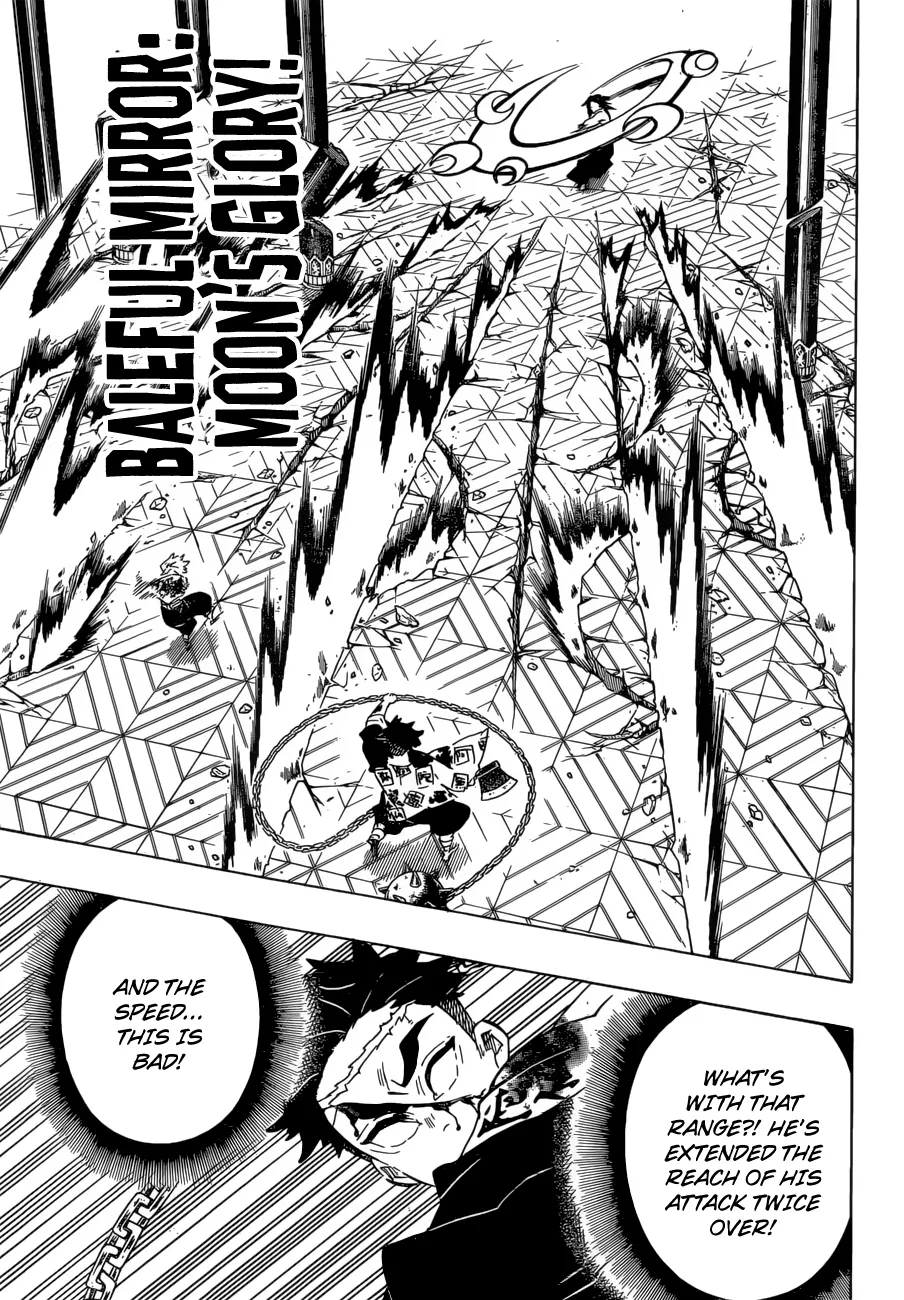 BALEFUL MIRROR:
MOON'S GLORY!
WHAT'S
WITH THAT
RANGE?! HE'S
EXTENDED THE
REACH OF HIS
ATTACK TWICE
OVER!
AND THE
SPEED...
THIS IS
BAD!